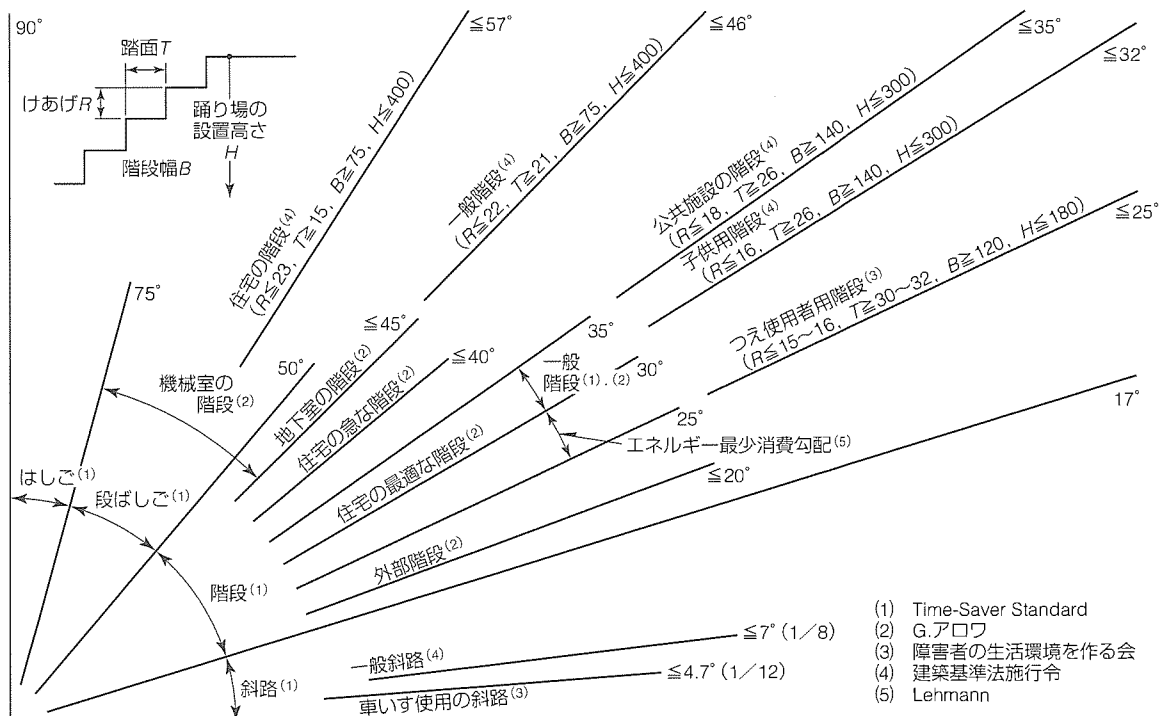 90°
踏面T
けあげR
踊り場の
設置高さ
H
階段幅B
≦57°
住宅の階段(4)
(R≦23, T≧15, B≧75, H≦400)
≦46°
一般階段(4)
(R≦22, T≧21, B≧75, H≦400)
≦35°
公共施設の階段(4)
(R≦18, T≧26, B≧140, H≦300)
≦32°
子供用階段(4)
(R≦16, T≧26, B≧140, H≦300)
≦25°
つえ使用者用階段(3)
(R≦15～16, T≧30～32, B≧120, H≦180)
75°
機械室の
階段(2)
50°
≦45°
地下室の階段(2)
≦40°
住宅の急な階段(2)
35°
一般
階段(1).(2)
30°
住宅の最適な階段(2)
25°
エネルギー最少消費勾配(5)
≦20°
外部階段(2)
17°
はしご(1)
段ばしご(1)
階段(1)
斜路(1)
≦7°(1/8)
一般斜路(4)
≦4.7°(1/12)
車いす使用の斜路(3)
(1) Time-Saver Standard
(2) G.アロワ
(3) 障害者の生活環境を作る会
(4) 建築基準法施行令
(5) Lehmann